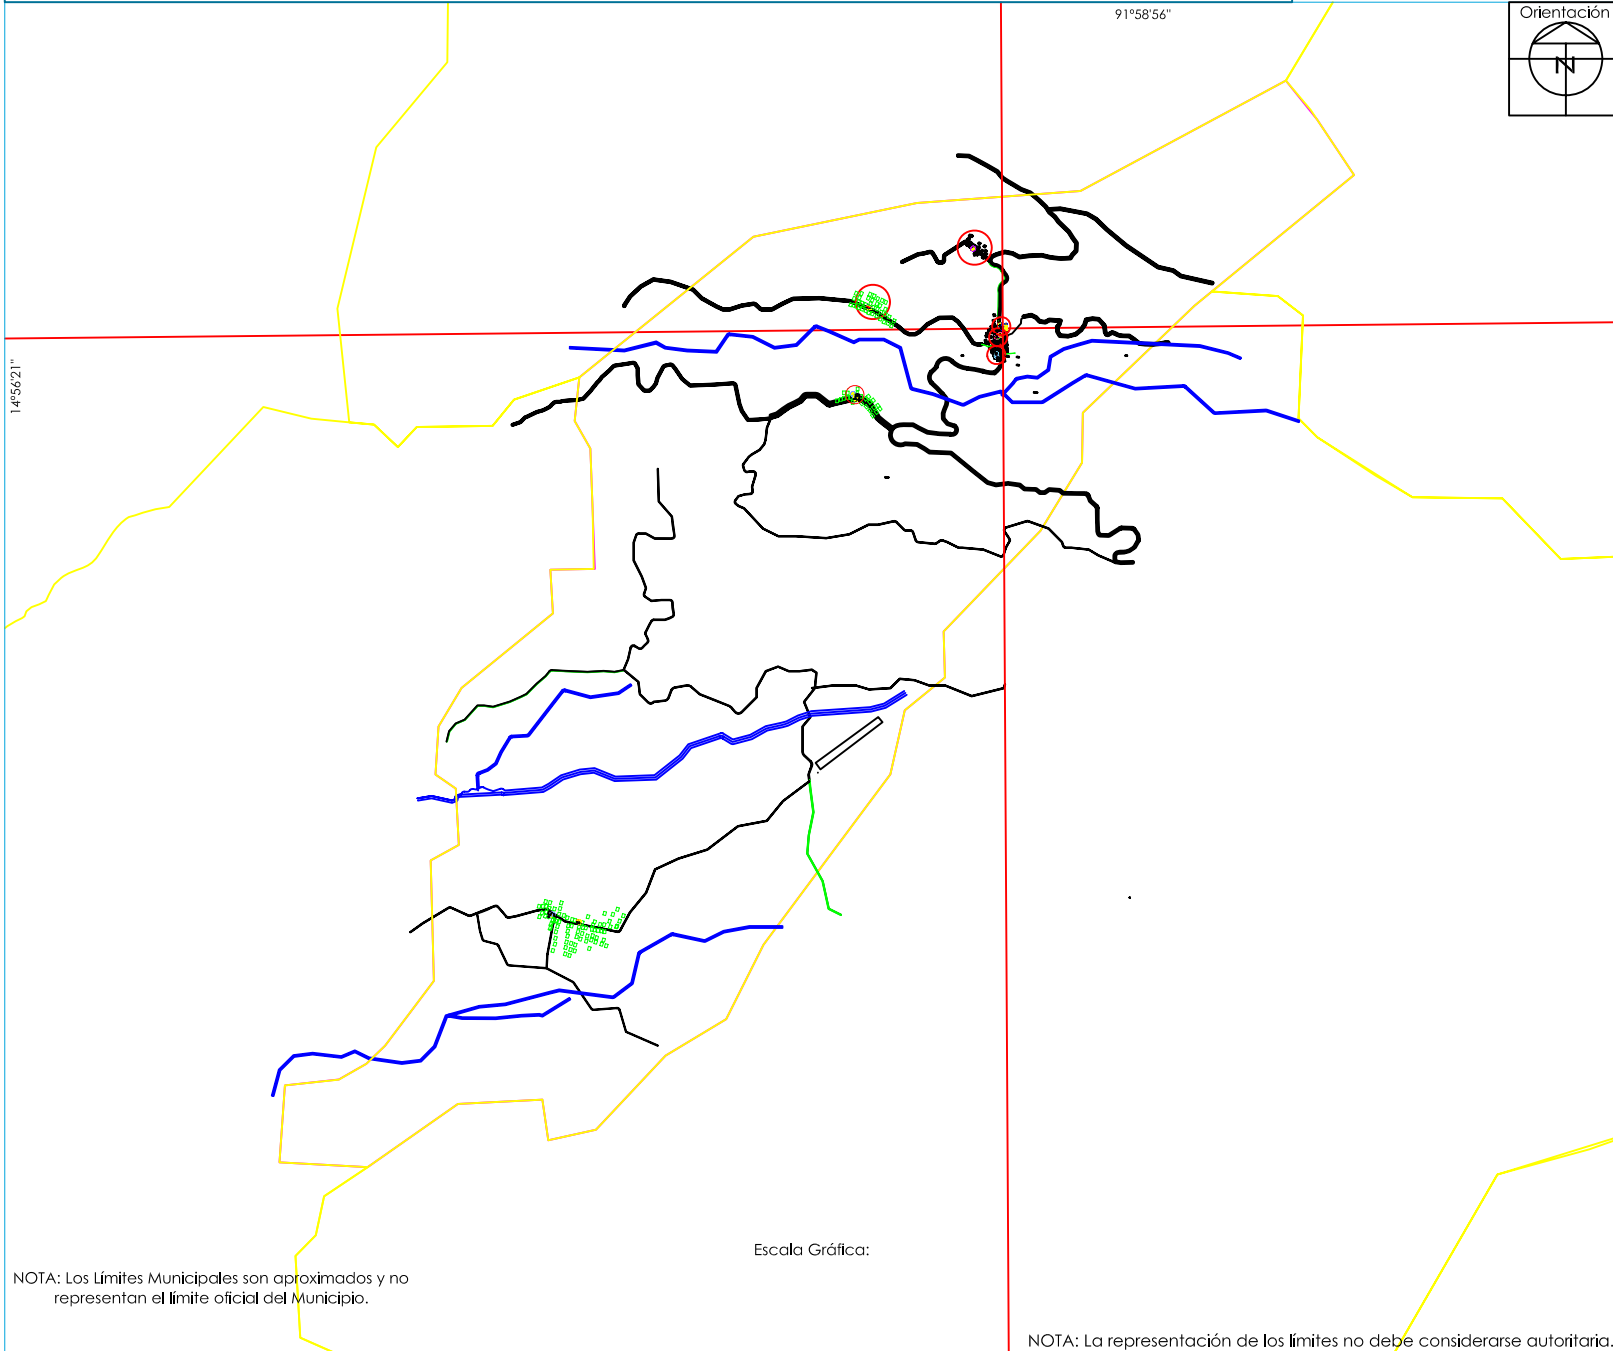 91°58'56"
Orientación
N
14°56'21"
Escala Gráfica:
NOTA: Los Límites Municipales son aproximados y no
representan el límite oficial del Municipio.
NOTA: La representación de los límites no debe considerarse autoritaria.